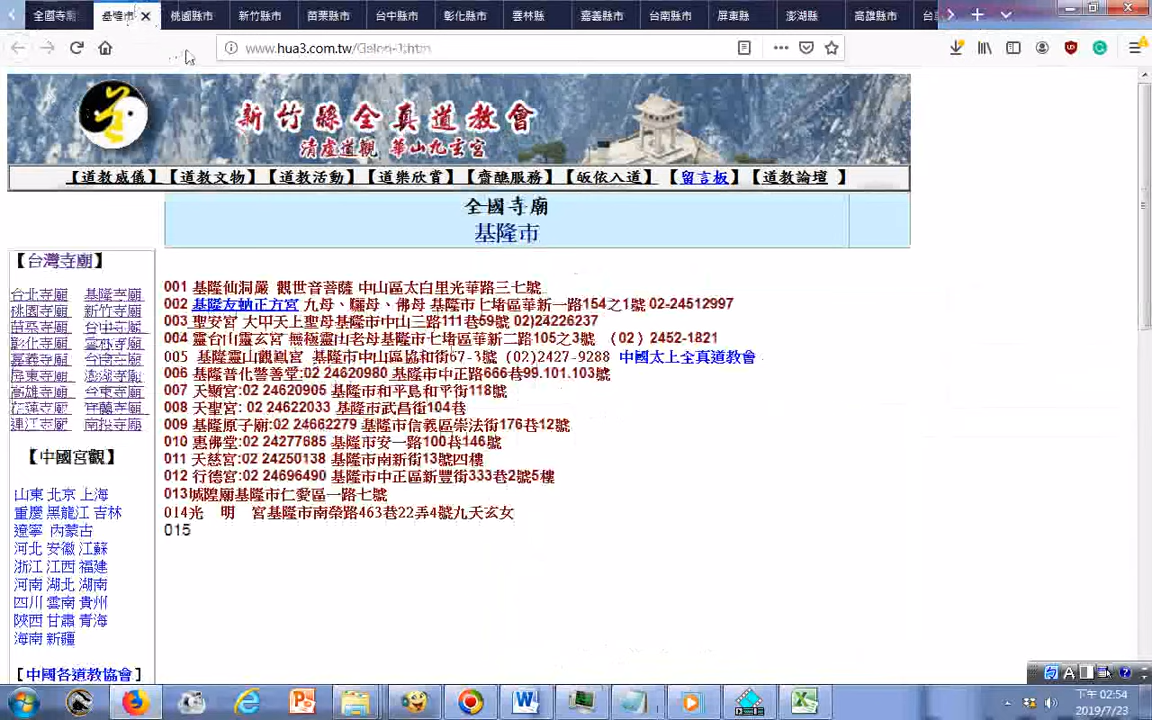 全國寺廟 基隆市 桃園縣市 新竹縣市 苗栗縣市 台中縣市 彰化縣市 雲林縣 嘉義縣市 台南縣市 屏東縣 澎湖縣 高雄縣市
www.hua3.com.tw/
新竹縣全真道教會
清虛道觀 華山九玄宮
【道教威儀】【道教文物】【道教活動】【道樂欣賞】【齋醮服務】【皈依入道】【留言板】【道教論壇 】
全國寺廟
基隆市
【台灣寺廟】
台北寺廟 基隆寺廟
桃園寺廟 新竹寺廟
苗栗寺廟 台中寺廟
彰化寺廟 雲林寺廟
嘉義寺廟 台南寺廟
屏東寺廟 澎湖寺廟
高雄寺廟 台東寺廟
花蓮寺廟 宜蘭寺廟
連江寺廟 南投寺廟
【中國宮觀】
山東 北京 上海
重慶 黑龍江 吉林
遼寧 內蒙古
河北 安徽 江蘇
浙江 江西 福建
河南 湖北 湖南
四川 雲南 貴州
陝西 甘肅 青海
海南 新疆
【中國各道教協會】
001 基隆仙洞巖 觀世音菩薩 中山區太白里光華路三七號
002 基隆友蚋正方宮 九母、驪母、佛母 基隆市七堵區華新一路154之1號 02-24512997
003 聖安宮 大甲天上聖母基隆市中山三路111巷59號 02)24226237
004 靈台山靈玄宮 無極靈山老母基隆市七堵區華新二路105之3號 （02）2452-1821
005 基隆靈山觀鳳宮 基隆市中山區協和街67-3號 (02)2427-9288 中國太上全真道教會
006 基隆普化警善堂:02 24620980 基隆市中正路666巷99.101.103號
007 天顯宮:02 24620905 基隆市和平島和平街118號
008 天聖宮: 02 24622033 基隆市武昌街104巷
009 基隆原子廟:02 24662279 基隆市信義區崇法街176巷12號
010 惠佛堂:02 24277685 基隆市安一路100巷146號
011 天慈宮:02 24250138 基隆市南新街13號四樓
012 行德宮:02 24696490 基隆市中正區新豐街333巷2號5樓
013城隍廟基隆市仁愛區一路七號
014光 明 宮基隆市南榮路463巷22弄4號九天玄女
015
下午 02:54
2019/7/23